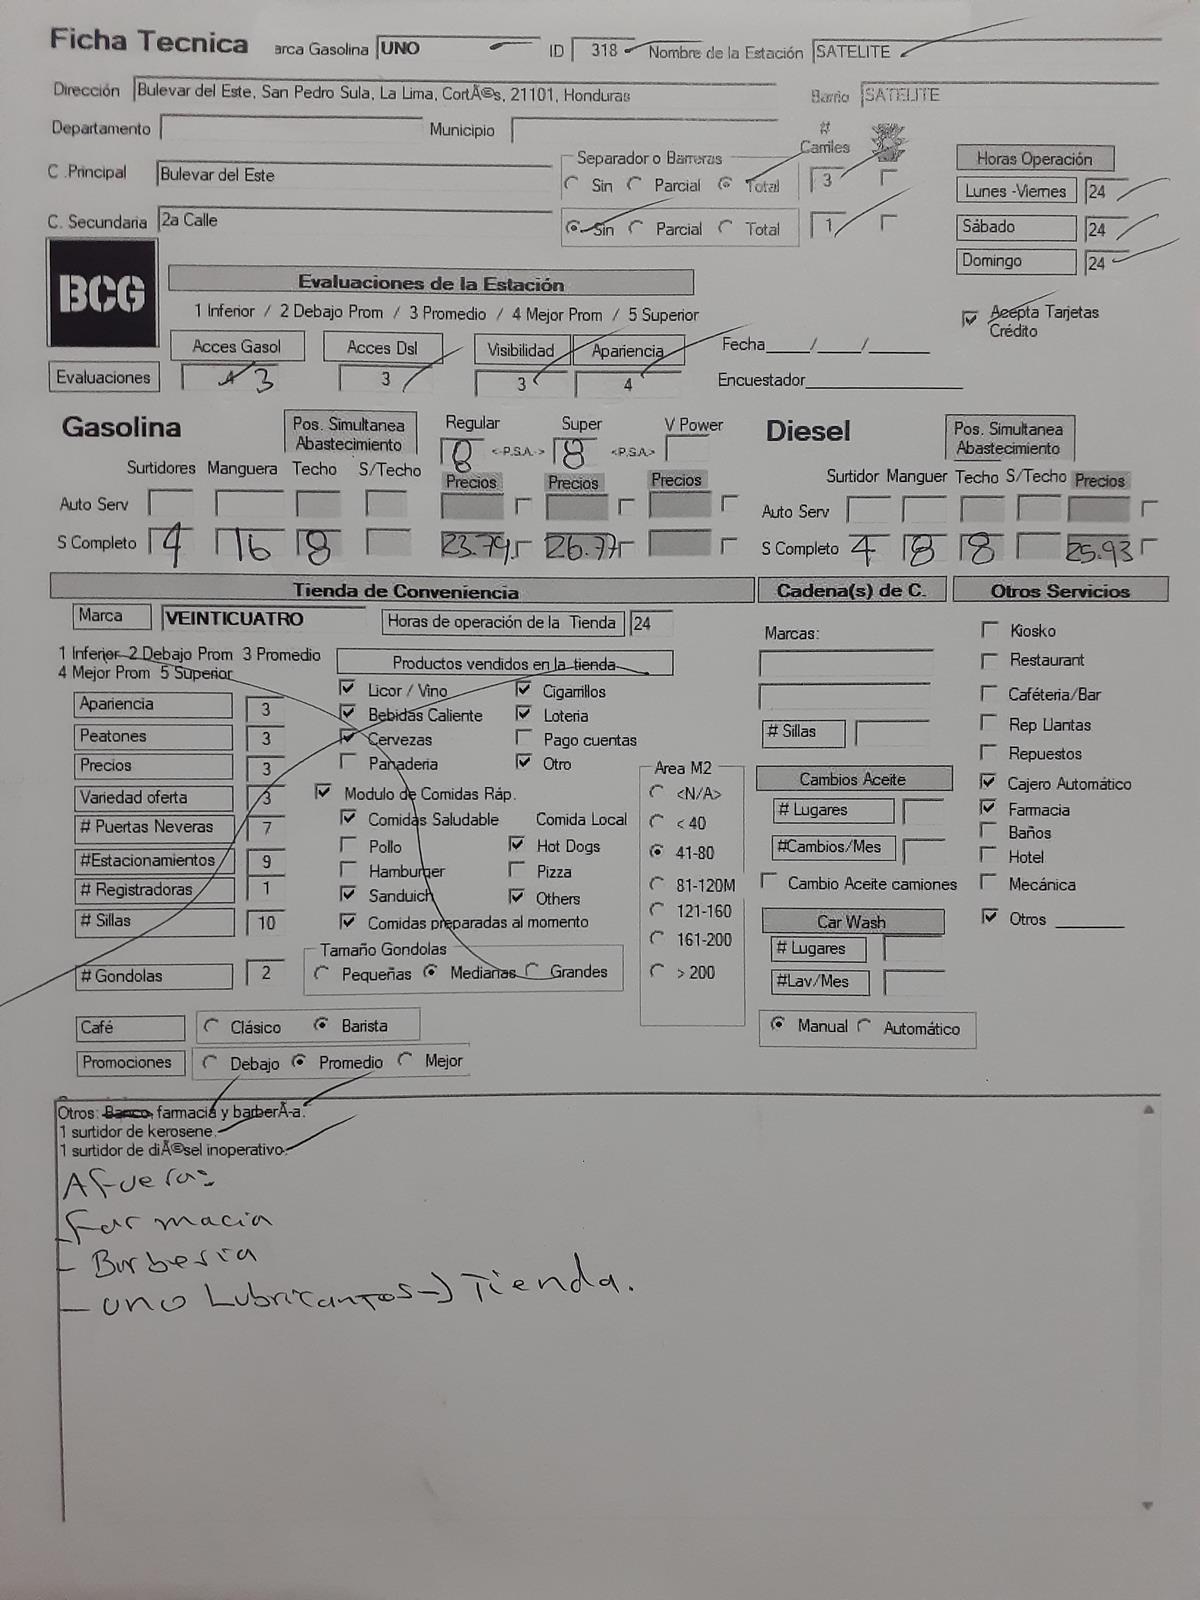 Ficha Tecnica arca Gasolina UNO ID 318 Nombre de la Estación SATELITE
Dirección Bulevar del Este, San Pedro Sula, La Lima, CortÃ©s, 21101, Honduras Barrio SATELITE
Departamento Municipio # Carriles
C .Principal Bulevar del Este Separador o Barreras Sin Parcial Total 3 Horas Operación
Lunes -Viernes 24
C. Secundaria 2a Calle Sin Parcial Total 1 Sábado 24
Domingo 24
BCG Evaluaciones de la Estación
1 Inferior / 2 Debajo Prom / 3 Promedio / 4 Mejor Prom / 5 Superior Acepta Tarjetas Crédito
Acces Gasol Acces Dsl Visibilidad Apariencia Fecha___/___/_____
Evaluaciones 4 3 3 3 4 Encuestador
Gasolina Pos. Simultanea Abastecimiento Regular 8 <-P.S.A.-> Super 8 <-P.S.A.> V Power Diesel Pos. Simultanea Abastecimiento
Surtidores Manguera Techo S/Techo Precios Precios Precios Surtidor Manguer Techo S/Techo Precios
Auto Serv Auto Serv
S Completo 4 16 8 23.79 26.77 S Completo 4 8 8 25.93
Tienda de Conveniencia Cadena(s) de C. Otros Servicios
Marca VEINTICUATRO Horas de operación de la Tienda 24 Marcas: Kiosko
1 Inferior 2 Debajo Prom 3 Promedio
4 Mejor Prom 5 Superior Productos vendidos en la tienda Restaurant
Apariencia 3 Licor / Vino Cigarrillos Caféteria/Bar
Peatones 3 Bebidas Caliente Loteria # Sillas Rep Llantas
Precios 3 Cervezas Pago cuentas Repuestos
Panaderia Otro Area M2 Cambios Aceite Cajero Automático
Variedad oferta 3 Modulo de Comidas Ráp. <N/A> # Lugares Farmacia
# Puertas Neveras 7 Comidas Saludable Comida Local < 40 Baños
#Estacionamientos 9 Pollo Hot Dogs 41-80 #Cambios/Mes Hotel
# Registradoras 1 Hamburger Pizza 81-120M Cambio Aceite camiones Mecánica
# Sillas 10 Sanduich Others 121-160 Car Wash Otros
Comidas preparadas al momento 161-200 # Lugares
Tamaño Gondolas
# Gondolas 2 Pequeñas Medianas Grandes > 200 #Lav/Mes
Café Clásico Barista Manual Automático
Promociones Debajo Promedio Mejor
Otros: Banco, farmacia y barberÃ-a.
1 surtidor de kerosene.
1 surtidor de diÃ©sel inoperativo.
Afuera:
- farmacia
- Barberia
- uno Lubricantos -> Tienda.